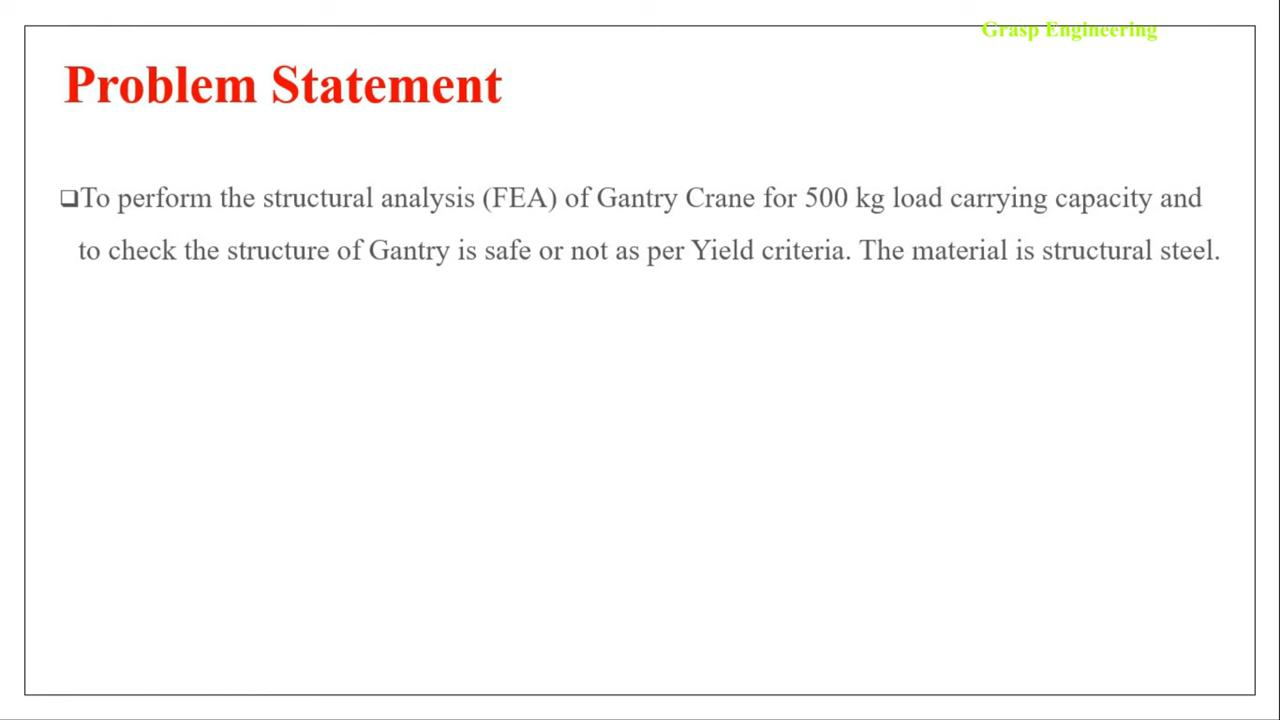 Grasp Engineering
Problem Statement
❑To perform the structural analysis (FEA) of Gantry Crane for 500 kg load carrying capacity and
to check the structure of Gantry is safe or not as per Yield criteria. The material is structural steel.